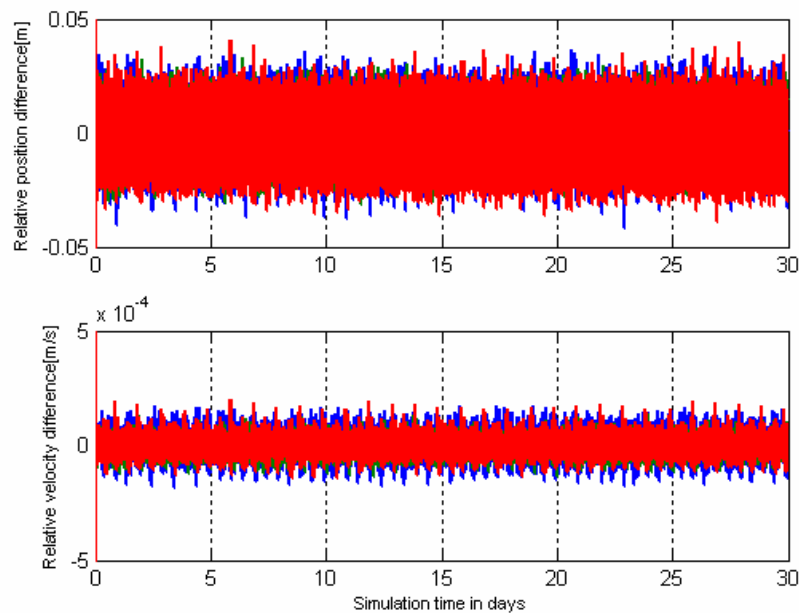 0.05
Relative position difference[m]
0
-0.05
0 5 10 15 20 25 30
x 10-4
5
Relative velocity difference[m/s]
0
-5
0 5 10 15 20 25 30
Simulation time in days